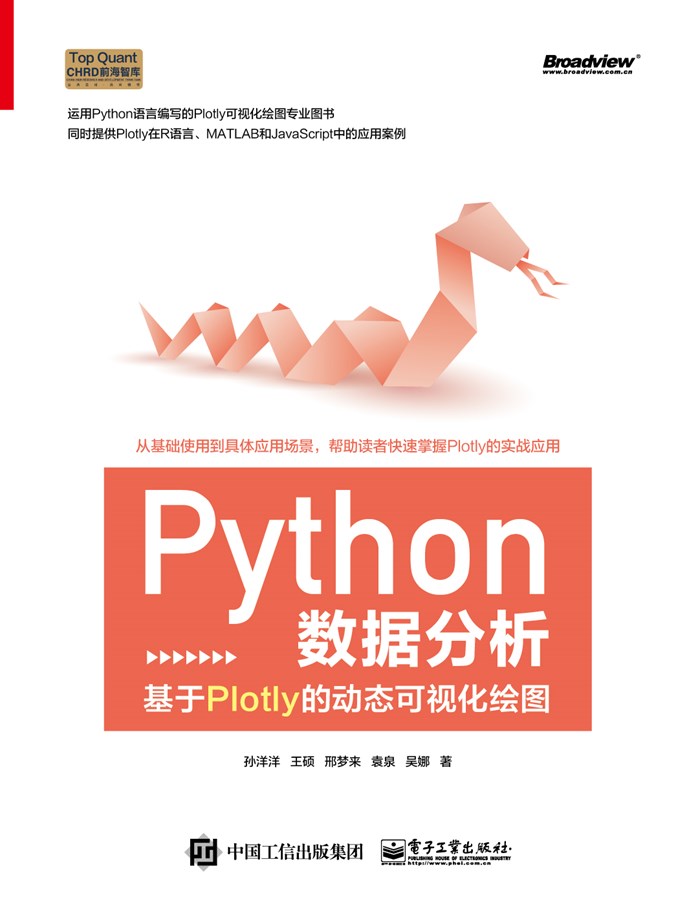 Top Quant
CHRD前海智库
Broadview®
www.broadview.com.cn
运用Python语言编写的Plotly可视化绘图专业图书
同时提供Plotly在R语言、MATLAB和JavaScript中的应用案例
从基础使用到具体应用场景，帮助读者快速掌握Plotly的实战应用
Python
数据分析
基于Plotly的动态可视化绘图
孙洋洋 王硕 邢梦来 袁泉 吴娜 著
中国工信出版集团
電子工業出版社
PUBLISHING HOUSE OF ELECTRONICS INDUSTRY
http://www.phei.com.cn